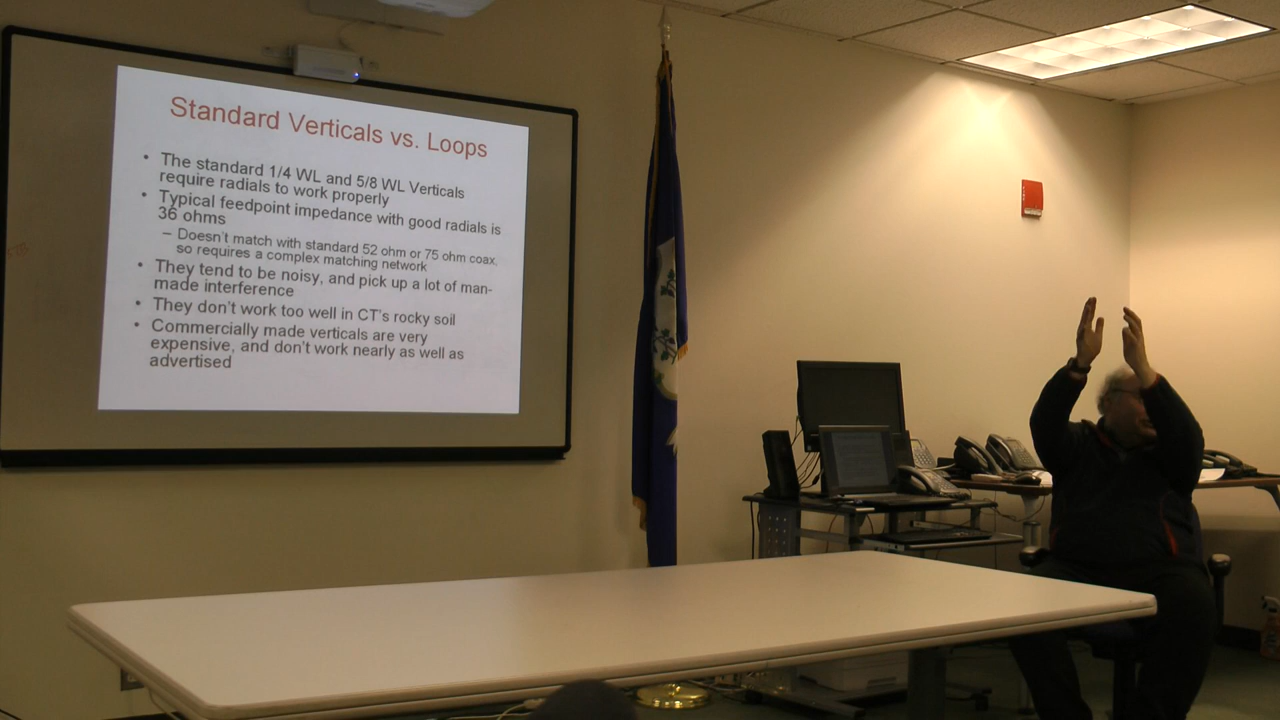 Standard Verticals vs. Loops
• The standard 1/4 WL and 5/8 WL Verticals
require radials to work properly
• Typical feedpoint impedance with good radials is
36 ohms
– Doesn't match with standard 52 ohm or 75 ohm coax,
so requires a complex matching network
• They tend to be noisy, and pick up a lot of man-
made interference
• They don't work too well in CT's rocky soil
• Commercially made verticals are very
expensive, and don't work nearly as well as
advertised